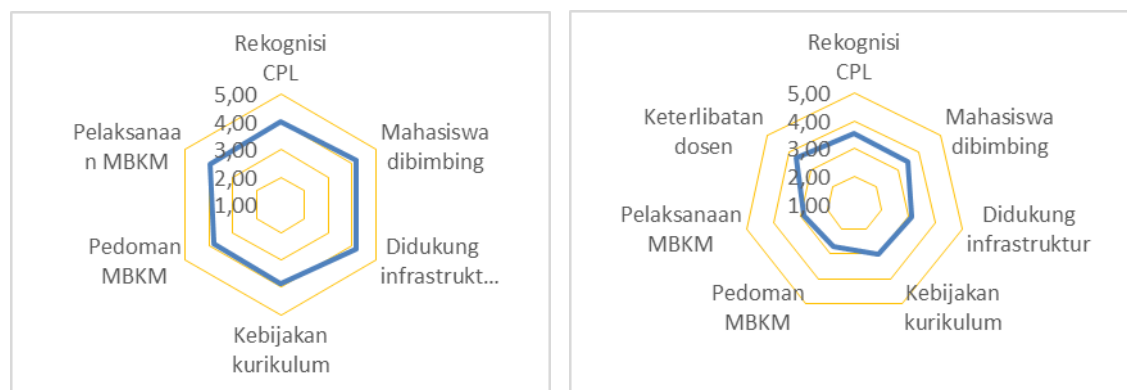 Rekognisi
CPL
5,00
4,00
3,00
2,00
1,00
Mahasiswa
dibimbing
Didukung
infrastrukt...
Kebijakan
kurikulum
Pedoman
MBKM
Pelaksanaa
n MBKM
Rekognisi
CPL
5,00
4,00
3,00
2,00
1,00
Mahasiswa
dibimbing
Didukung
infrastruktur
Kebijakan
kurikulum
Pedoman
MBKM
Pelaksanaan
MBKM
Keterlibatan
dosen